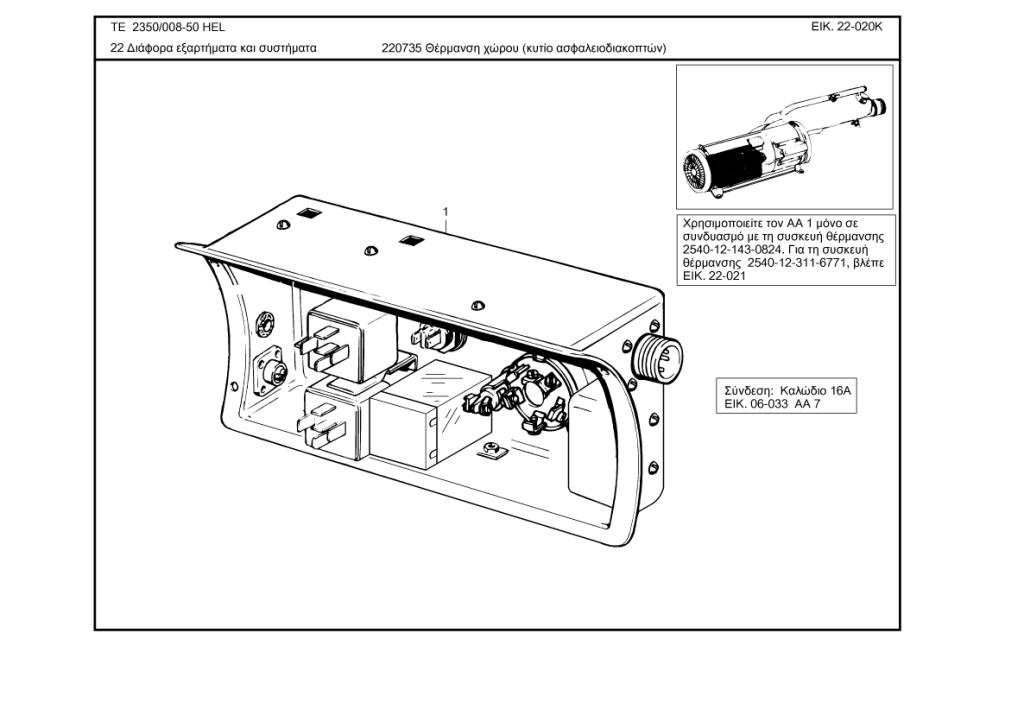 TE 2350/008-50 HEL
ΕΙΚ. 22-020K
22 Διάφορα εξαρτήματα και συστήματα
220735 Θέρμανση χώρου (κυτίο ασφαλειοδιακοπτών)
1
Χρησιμοποιείτε τον ΑΑ 1 μόνο σε
συνδυασμό με τη συσκευή θέρμανσης
2540-12-143-0824. Για τη συσκευή
θέρμανσης 2540-12-311-6771, βλέπε
ΕΙΚ. 22-021
Σύνδεση: Καλώδιο 16Α
ΕΙΚ. 06-033 ΑΑ 7